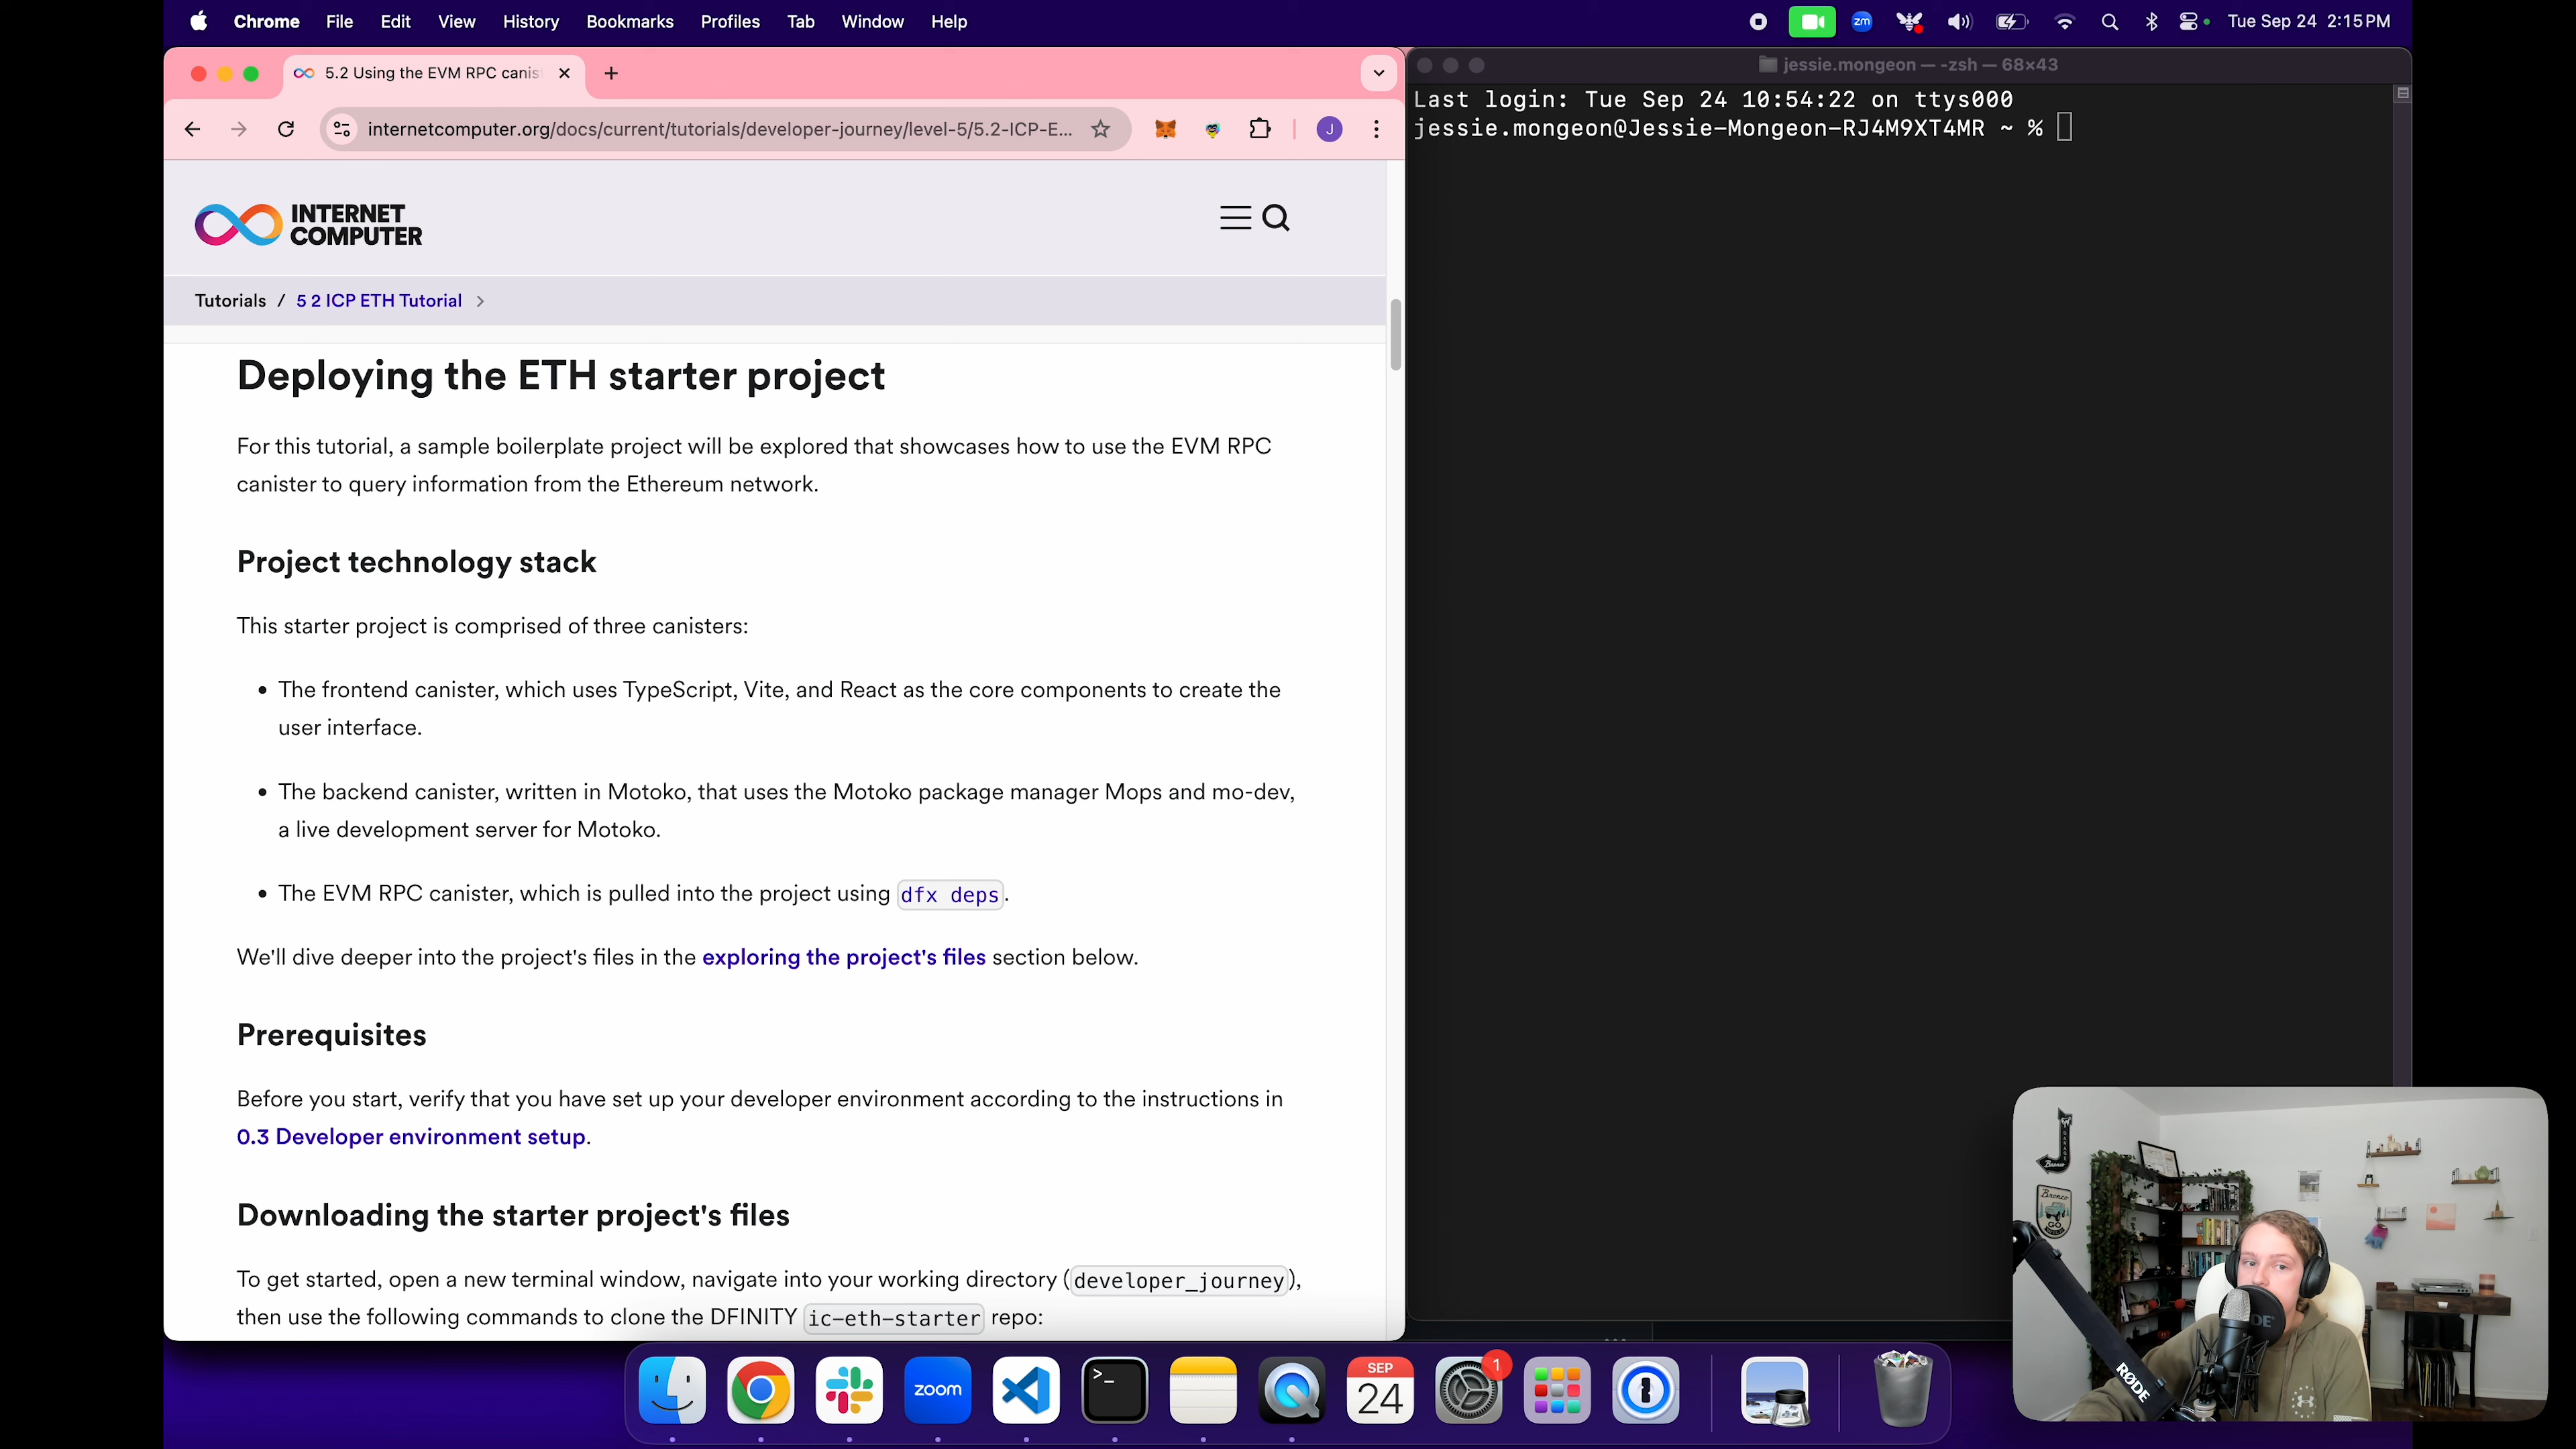 Chrome File Edit View History Bookmarks Profiles Tab Window Help
zm
Tue Sep 24 2:15 PM
5.2 Using the EVM RPC canis
jessie.mongeon — -zsh — 68×43
internetcomputer.org/docs/current/tutorials/developer-journey/level-5/5.2-ICP-E...
J
Last login: Tue Sep 24 10:54:22 on ttys000
jessie.mongeon@Jessie-Mongeon-RJ4M9XT4MR ~ %
INTERNET
COMPUTER
Tutorials / 5 2 ICP ETH Tutorial >
Deploying the ETH starter project
For this tutorial, a sample boilerplate project will be explored that showcases how to use the EVM RPC
canister to query information from the Ethereum network.
Project technology stack
This starter project is comprised of three canisters:
• The frontend canister, which uses TypeScript, Vite, and React as the core components to create the
user interface.
• The backend canister, written in Motoko, that uses the Motoko package manager Mops and mo-dev,
a live development server for Motoko.
• The EVM RPC canister, which is pulled into the project using dfx deps.
We'll dive deeper into the project's files in the exploring the project's files section below.
Prerequisites
Before you start, verify that you have set up your developer environment according to the instructions in
0.3 Developer environment setup.
Downloading the starter project's files
To get started, open a new terminal window, navigate into your working directory (developer_journey),
then use the following commands to clone the DFINITY ic-eth-starter repo:
zoom
SEP
24
1
Bronco
Bronco
GO
RØDE